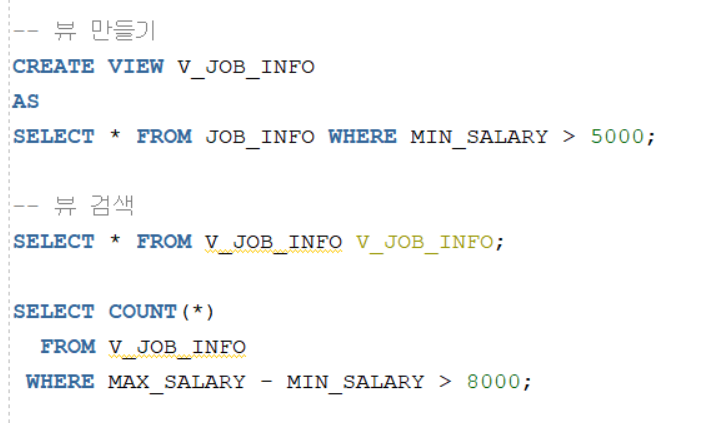 -- 뷰 만들기
CREATE VIEW V_JOB_INFO
AS
SELECT * FROM JOB_INFO WHERE MIN_SALARY > 5000;
-- 뷰 검색
SELECT * FROM V_JOB_INFO V_JOB_INFO;
SELECT COUNT(*)
FROM V_JOB_INFO
WHERE MAX_SALARY - MIN_SALARY > 8000;